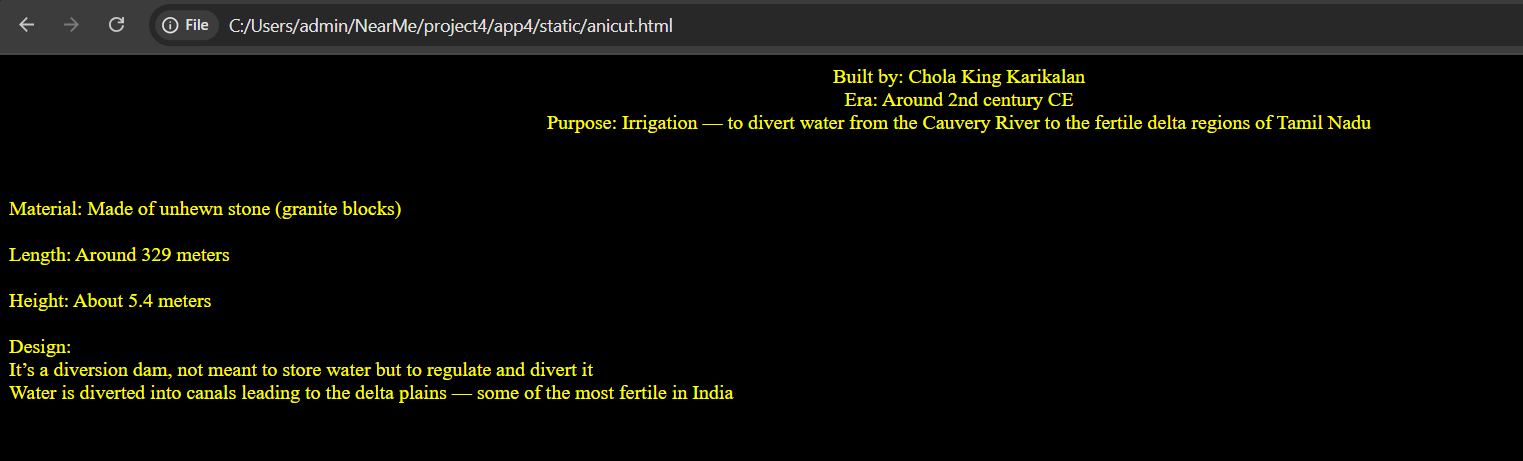 File C:/Users/admin/NearMe/project4/app4/static/anicut.html
Built by: Chola King Karikalan
Era: Around 2nd century CE
Purpose: Irrigation — to divert water from the Cauvery River to the fertile delta regions of Tamil Nadu
Material: Made of unhewn stone (granite blocks)
Length: Around 329 meters
Height: About 5.4 meters
Design:
It’s a diversion dam, not meant to store water but to regulate and divert it
Water is diverted into canals leading to the delta plains — some of the most fertile in India